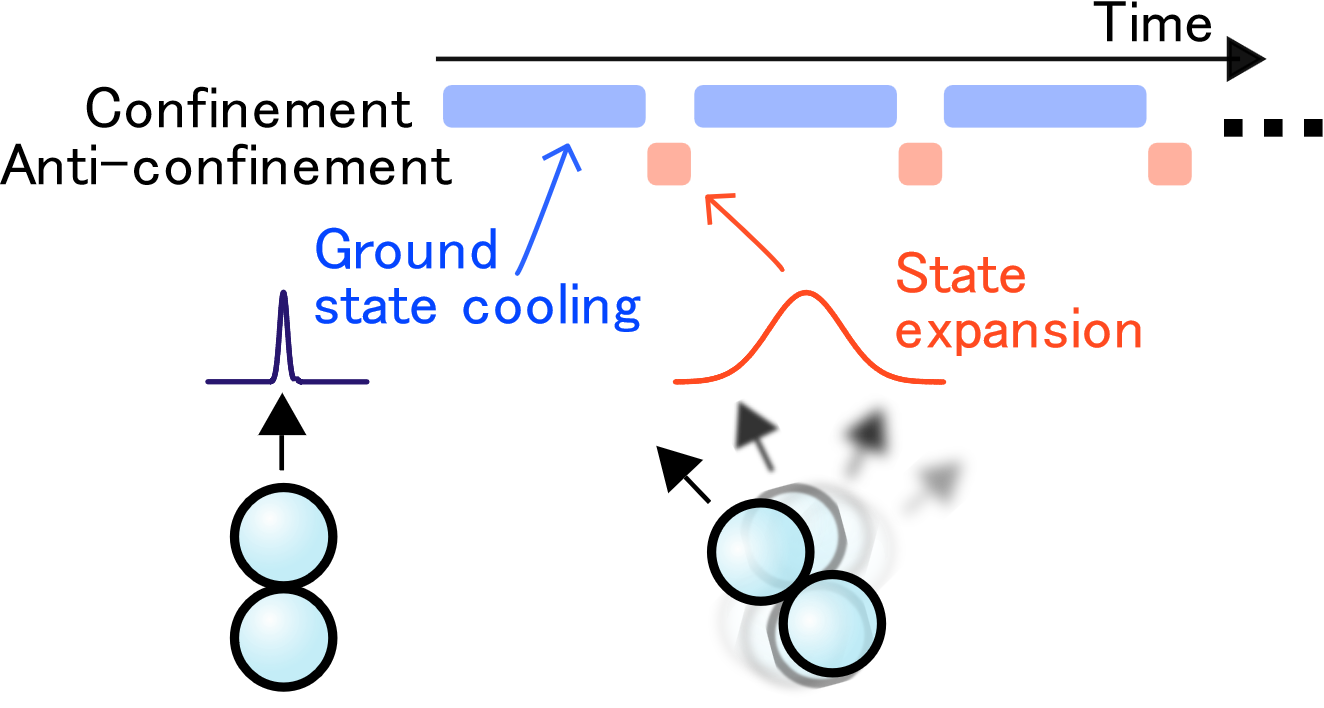 Time
Confinement
Anti-confinement
Ground
state cooling
State
expansion